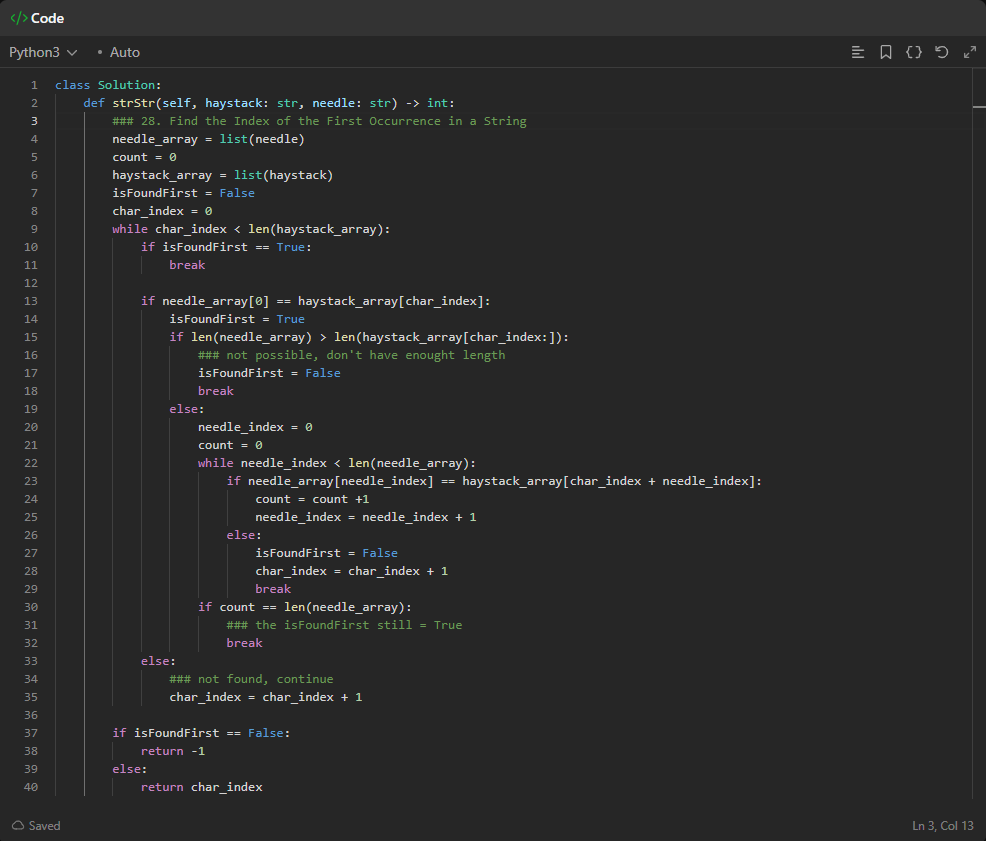 </> Code
Python3 • Auto
1 class Solution:
2     def strStr(self, haystack: str, needle: str) -> int:
3         ### 28. Find the Index of the First Occurrence in a String
4         needle_array = list(needle)
5         count = 0
6         haystack_array = list(haystack)
7         isFoundFirst = False
8         char_index = 0
9         while char_index < len(haystack_array):
10             if isFoundFirst == True:
11                 break
12
13             if needle_array[0] == haystack_array[char_index]:
14                 isFoundFirst = True
15                 if len(needle_array) > len(haystack_array[char_index:]):
16                     ### not possible, don't have enought length
17                     isFoundFirst = False
18                     break
19                 else:
20                     needle_index = 0
21                     count = 0
22                     while needle_index < len(needle_array):
23                         if needle_array[needle_index] == haystack_array[char_index + needle_index]:
24                             count = count +1
25                             needle_index = needle_index + 1
26                         else:
27                             isFoundFirst = False
28                             char_index = char_index + 1
29                             break
30                     if count == len(needle_array):
31                         ### the isFoundFirst still = True
32                         break
33             else:
34                 ### not found, continue
35                 char_index = char_index + 1
36
37         if isFoundFirst == False:
38             return -1
39         else:
40             return char_index
Saved Ln 3, Col 13